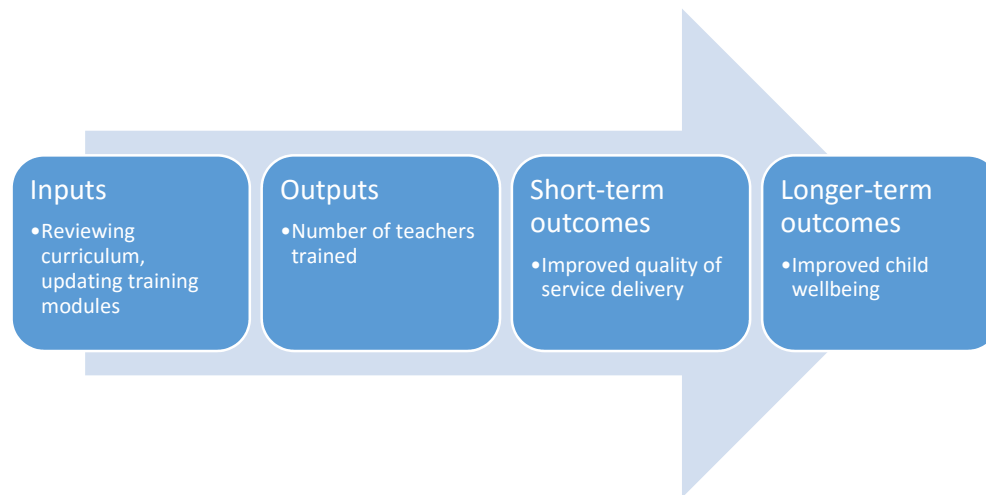 Inputs
•Reviewing
curriculum,
updating training
modules
Outputs
•Number of teachers
trained
Short-term
outcomes
•Improved quality of
service delivery
Longer-term
outcomes
•Improved child
wellbeing